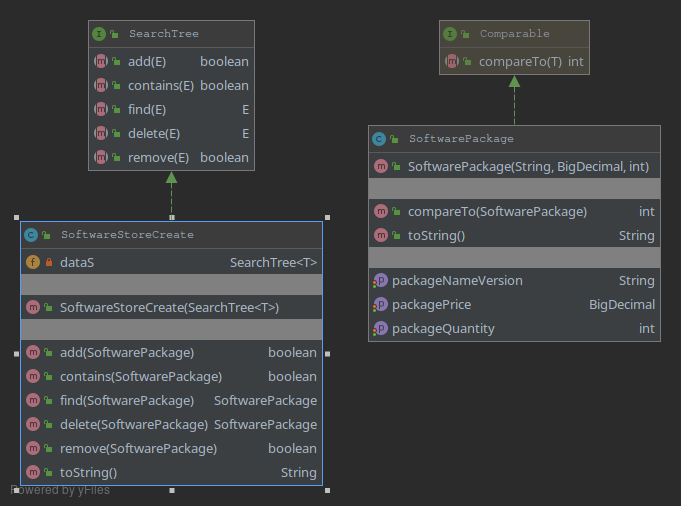 SearchTree
add(E) boolean
contains(E) boolean
find(E) E
delete(E) E
remove(E) boolean
Comparable
compareTo(T) int
SoftwarePackage
SoftwarePackage(String, BigDecimal, int)
compareTo(SoftwarePackage) int
toString() String
packageNameVersion String
packagePrice BigDecimal
packageQuantity int
SoftwareStoreCreate
dataS SearchTree<T>
SoftwareStoreCreate(SearchTree<T>)
add(SoftwarePackage) boolean
contains(SoftwarePackage) boolean
find(SoftwarePackage) SoftwarePackage
delete(SoftwarePackage) SoftwarePackage
remove(SoftwarePackage) boolean
toString() String
Powered by yFiles